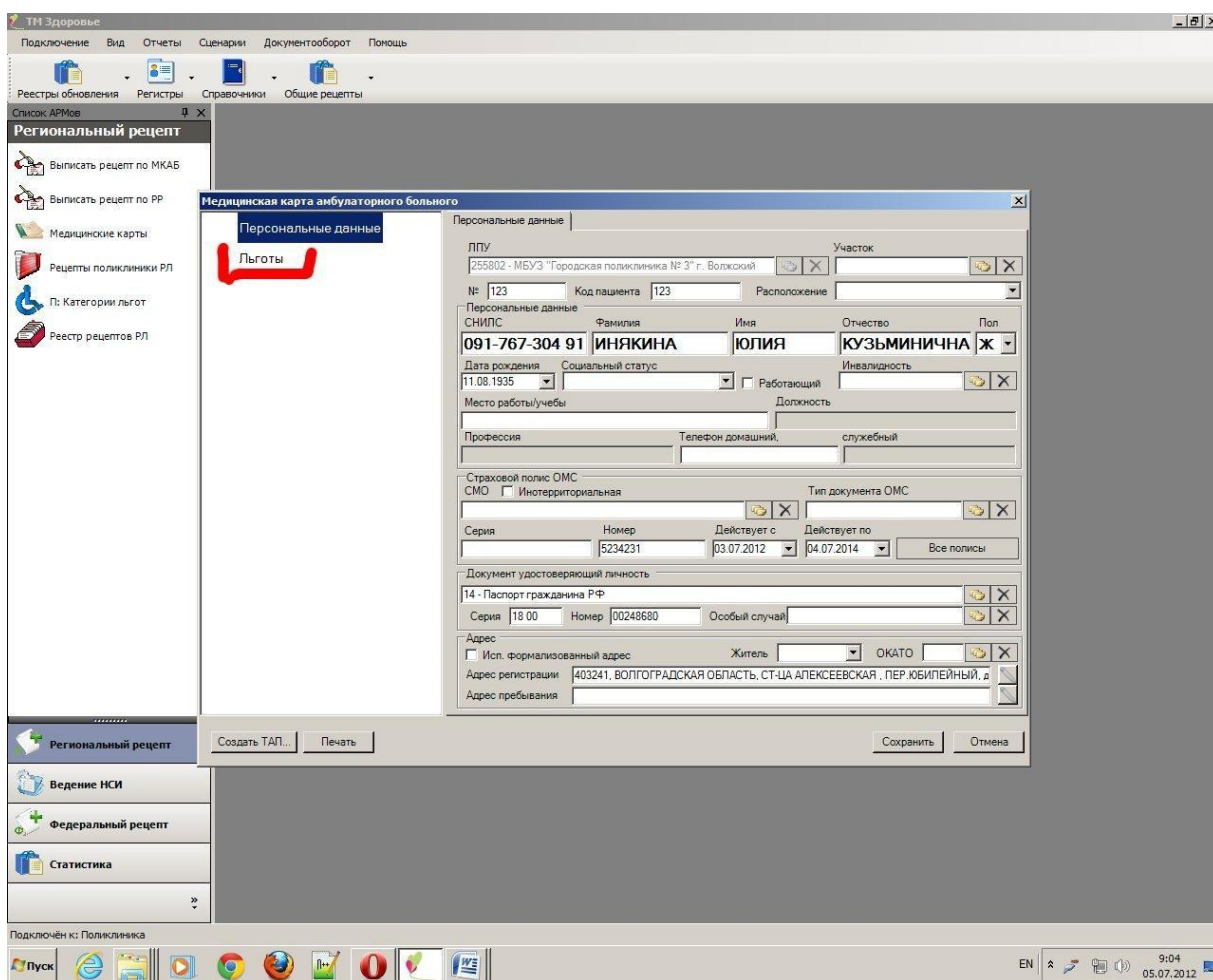 ТМ Здоровье
Подключение Вид Отчеты Сценарии Документооборот Помощь
Реестры обновления Регистры Справочники Общие рецепты
Список АРМов
Региональный рецепт
Выписать рецепт по МКАБ
Выписать рецепт по РР
Медицинские карты
Рецепты поликлиники РЛ
П: Категории льгот
Реестр рецептов РЛ
Медицинская карта амбулаторного больного
Персональные данные
Льготы
Персональные данные
ЛПУ Участок
255802 - МБУЗ "Городская поликлиника № 3" г. Волжский
№ 123 Код пациента 123 Расположение
Персональные данные
СНИЛС Фамилия Имя Отчество Пол
091-767-304 91 ИНЯКИНА ЮЛИЯ КУЗЬМИНИЧНА Ж
Дата рождения Социальный статус Инвалидность
11.08.1935 Работающий
Место работы/учебы Должность
Профессия Телефон домашний, служебный
Страховой полис ОМС
СМО Инотерриториальная Тип документа ОМС
Серия Номер Действует с Действует по
5234231 03.07.2012 04.07.2014 Все полисы
Документ удостоверяющий личность
14 - Паспорт гражданина РФ
Серия 18 00 Номер 00248680 Особый случай
Адрес
Исп. формализованный адрес Житель ОКАТО
Адрес регистрации 403241, ВОЛГОГРАДСКАЯ ОБЛАСТЬ, СТ-ЦА АЛЕКСЕЕВСКАЯ , ПЕР.ЮБИЛЕЙНЫЙ, д
Адрес пребывания
Создать ТАП... Печать Сохранить Отмена
Региональный рецепт
Ведение НСИ
Федеральный рецепт
Статистика
Подключён к: Поликлиника
Пуск EN 9:04
05.07.2012